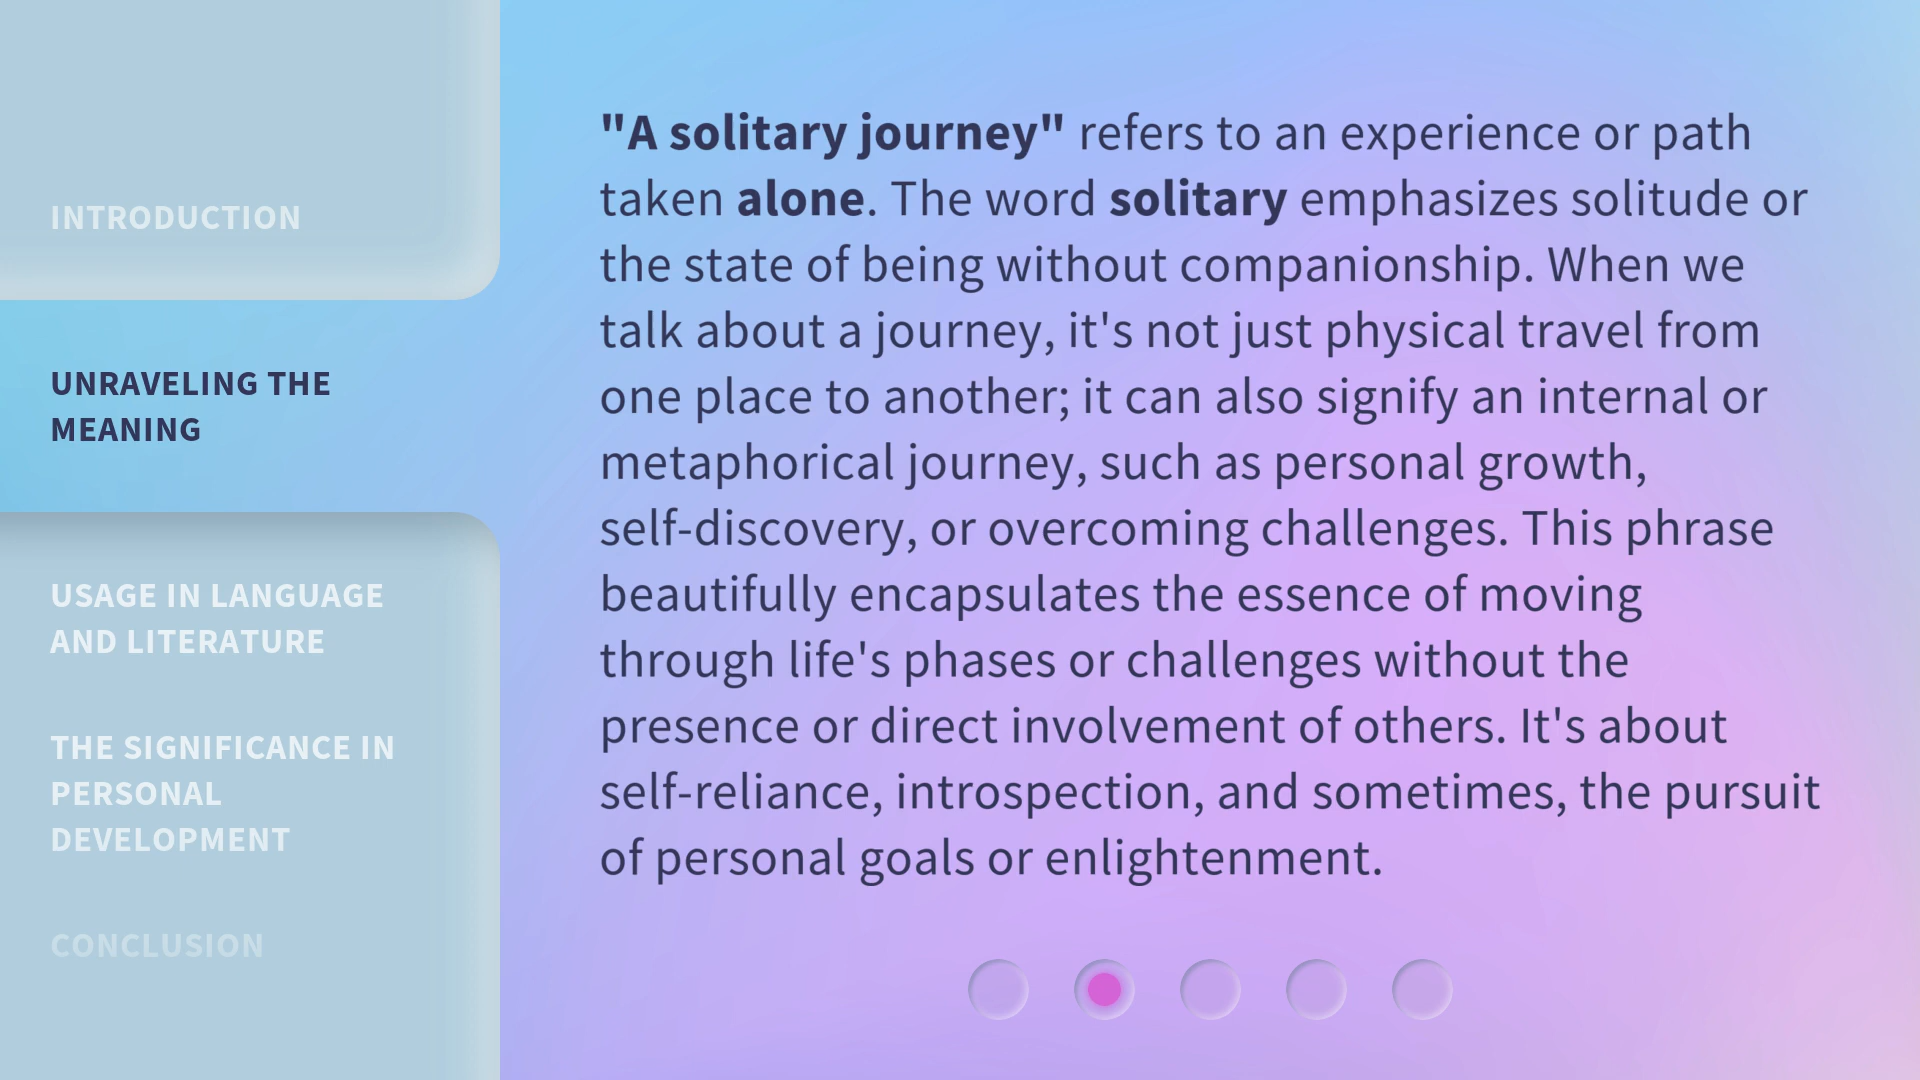 INTRODUCTION
UNRAVELING THE
MEANING
USAGE IN LANGUAGE
AND LITERATURE
THE SIGNIFICANCE IN
PERSONAL
DEVELOPMENT
CONCLUSION
"A solitary journey" refers to an experience or path
taken alone. The word solitary emphasizes solitude or
the state of being without companionship. When we
talk about a journey, it's not just physical travel from
one place to another; it can also signify an internal or
metaphorical journey, such as personal growth,
self-discovery, or overcoming challenges. This phrase
beautifully encapsulates the essence of moving
through life's phases or challenges without the
presence or direct involvement of others. It's about
self-reliance, introspection, and sometimes, the pursuit
of personal goals or enlightenment.